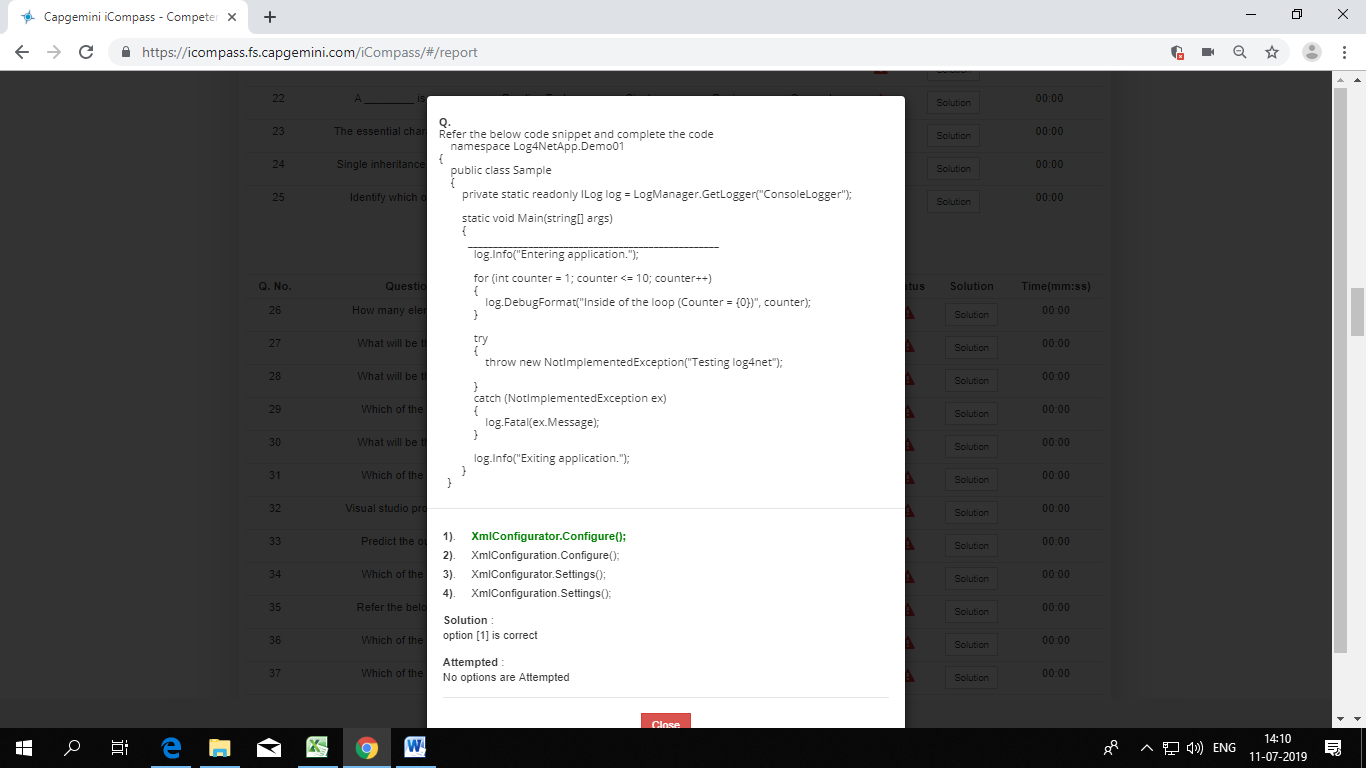 Capgemini iCompass - Competen
https://icompass.fs.capgemini.com/iCompass/#/report
Solution
22 A ________ is Solution 00:00
23 The essential char Solution 00:00
24 Single inheritance Solution 00:00
25 Identify which o Solution 00:00
Q. No. Questio atus Solution Time(mm:ss)
26 How many eler Solution 00:00
27 What will be t Solution 00:00
28 What will be t Solution 00:00
29 Which of the Solution 00:00
30 What will be t Solution 00:00
31 Which of the Solution 00:00
32 Visual studio pro Solution 00:00
33 Predict the o Solution 00:00
34 Which of the Solution 00:00
35 Refer the belo Solution 00:00
36 Which of the Solution 00:00
37 Which of the Solution 00:00
Q.
Refer the below code snippet and complete the code
namespace Log4NetApp.Demo01
{
public class Sample
{
private static readonly ILog log = LogManager.GetLogger("ConsoleLogger");
static void Main(string[] args)
{
________________________________________
log.Info("Entering application.");
for (int counter = 1; counter <= 10; counter++)
{
log.DebugFormat("Inside of the loop (Counter = {0})", counter);
}
try
{
throw new NotImplementedException("Testing log4net");
}
catch (NotImplementedException ex)
{
log.Fatal(ex.Message);
}
log.Info("Exiting application.");
}
}
1). XmlConfigurator.Configure();
2). XmlConfiguration.Configure();
3). XmlConfigurator.Settings();
4). XmlConfiguration.Settings();
Solution :
option [1] is correct
Attempted :
No options are Attempted
Close
ENG
14:10
11-07-2019